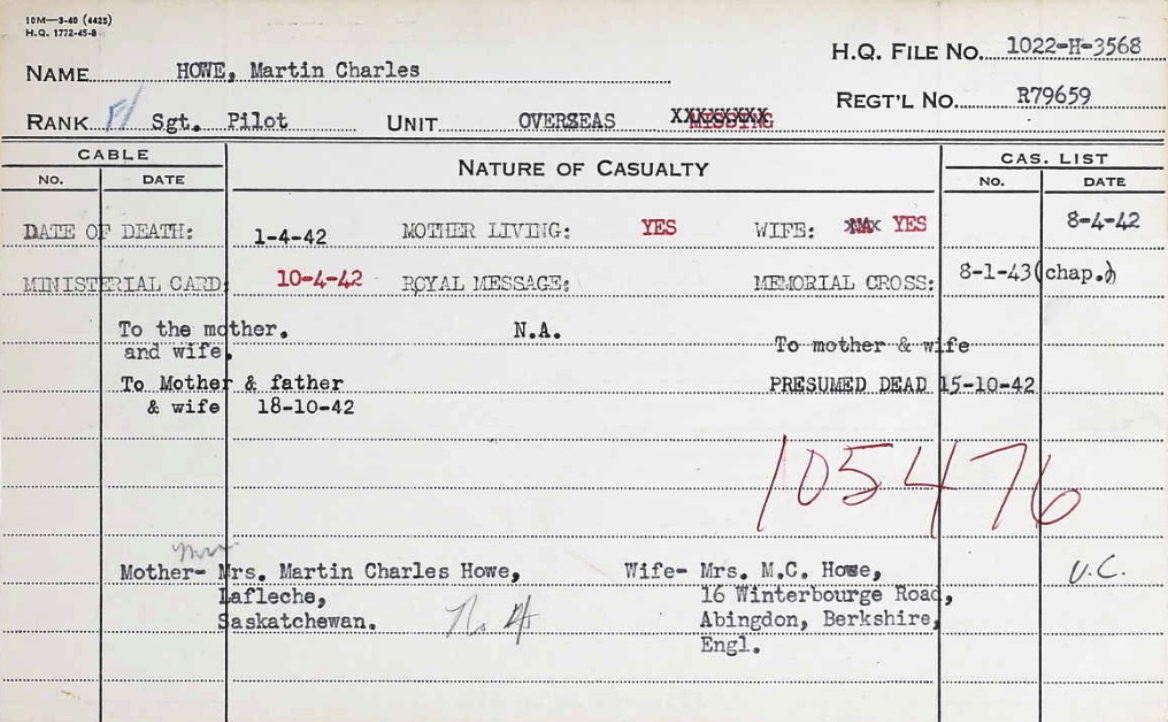 10M—3-40 (4425)
H.Q. 1772-45-8
H.Q. FILE NO. 1022-H-3568
NAME HOWE, Martin Charles
REGT'L NO. R79659
RANK F/ Sgt. Pilot UNIT OVERSEAS MISSING
CABLE NATURE OF CASUALTY CAS. LIST
NO. DATE NO. DATE
DATE OF DEATH: 1-4-42 MOTHER LIVING: YES WIFE: NA YES 8-4-42
MINISTERIAL CARD: 10-4-42 ROYAL MESSAGE: MEMORIAL CROSS: 8-1-43(chap.)
To the mother. N.A.
and wife. To mother & wife
To Mother & father PRESUMED DEAD 15-10-42
& wife 18-10-42
105476
Mother- Mrs. Martin Charles Howe, Wife- Mrs. M.C. Howe, U.C.
Lafleche, 16 Winterbourge Road,
Saskatchewan. Abingdon, Berkshire,
Engl.